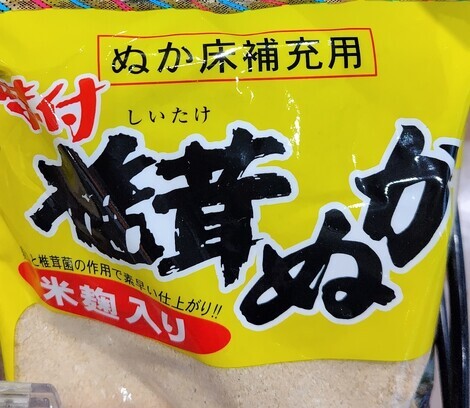 ぬか床補充用
味付
しいたけ
椎茸ぬか
と椎茸菌の作用で素早い仕上がり!!
米麹入り